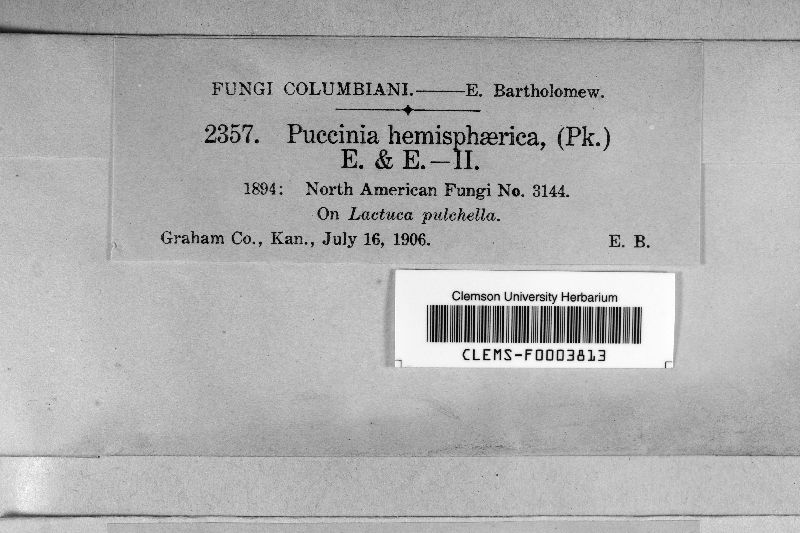 FUNGI COLUMBIANI.——E. Bartholomew.
2357. Puccinia hemisphærica, (Pk.)
E. & E.—II.
1894: North American Fungi No. 3144.
On Lactuca pulchella.
Graham Co., Kan., July 16, 1906. E. B.
Clemson University Herbarium
CLEMS-F0003813